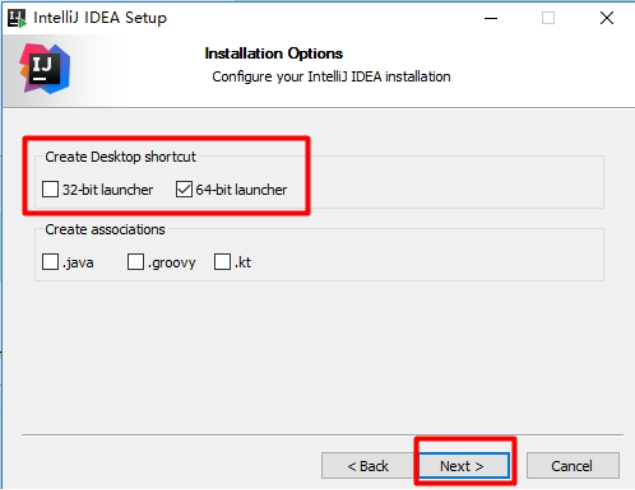 IntelliJ IDEA Setup
IJ
Installation Options
Configure your IntelliJ IDEA installation
Create Desktop shortcut
32-bit launcher 64-bit launcher
Create associations
.java .groovy .kt
< Back Next > Cancel